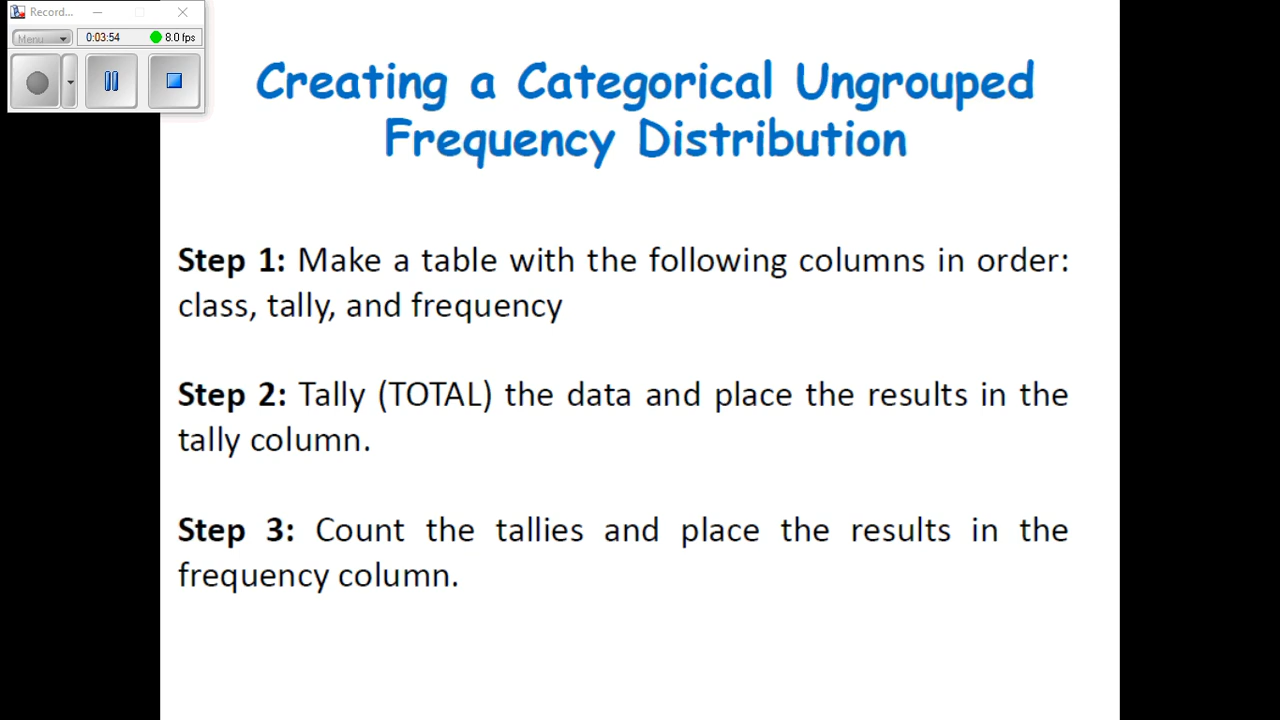 Record...
Menu
0:03:54
8.0 fps
Creating a Categorical Ungrouped
Frequency Distribution
Step 1: Make a table with the following columns in order:
class, tally, and frequency
Step 2: Tally (TOTAL) the data and place the results in the
tally column.
Step 3: Count the tallies and place the results in the
frequency column.